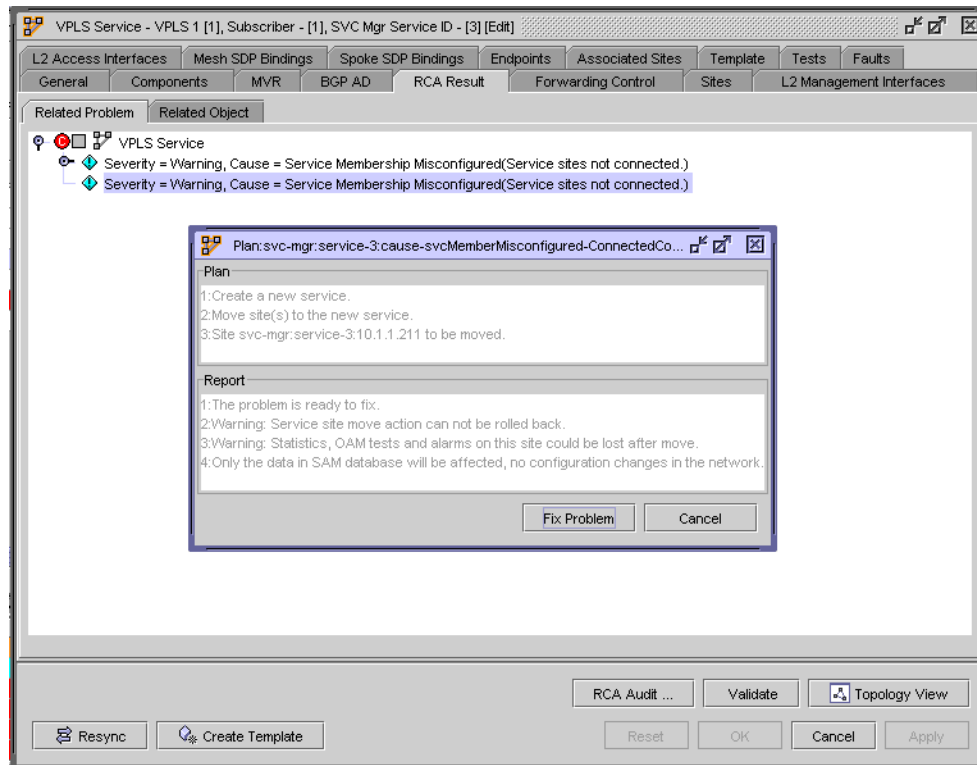 VPLS Service - VPLS 1 [1], Subscriber - [1], SVC Mgr Service ID - [3] [Edit]
L2 Access Interfaces Mesh SDP Bindings Spoke SDP Bindings Endpoints Associated Sites Template Tests Faults
General Components MVR BGP AD RCA Result Forwarding Control Sites L2 Management Interfaces
Related Problem Related Object
C VPLS Service
Severity = Warning, Cause = Service Membership Misconfigured(Service sites not connected.)
Severity = Warning, Cause = Service Membership Misconfigured(Service sites not connected.)
Plan:svc-mgr:service-3:cause-svcMemberMisconfigured-ConnectedCo...
Plan
1:Create a new service.
2:Move site(s) to the new service.
3:Site svc-mgr:service-3:10.1.1.211 to be moved.
Report
1:The problem is ready to fix.
2:Warning: Service site move action can not be rolled back.
3:Warning: Statistics, OAM tests and alarms on this site could be lost after move.
4:Only the data in SAM database will be affected, no configuration changes in the network.
Fix Problem Cancel
RCA Audit ... Validate Topology View
Resync Create Template Reset OK Cancel Apply